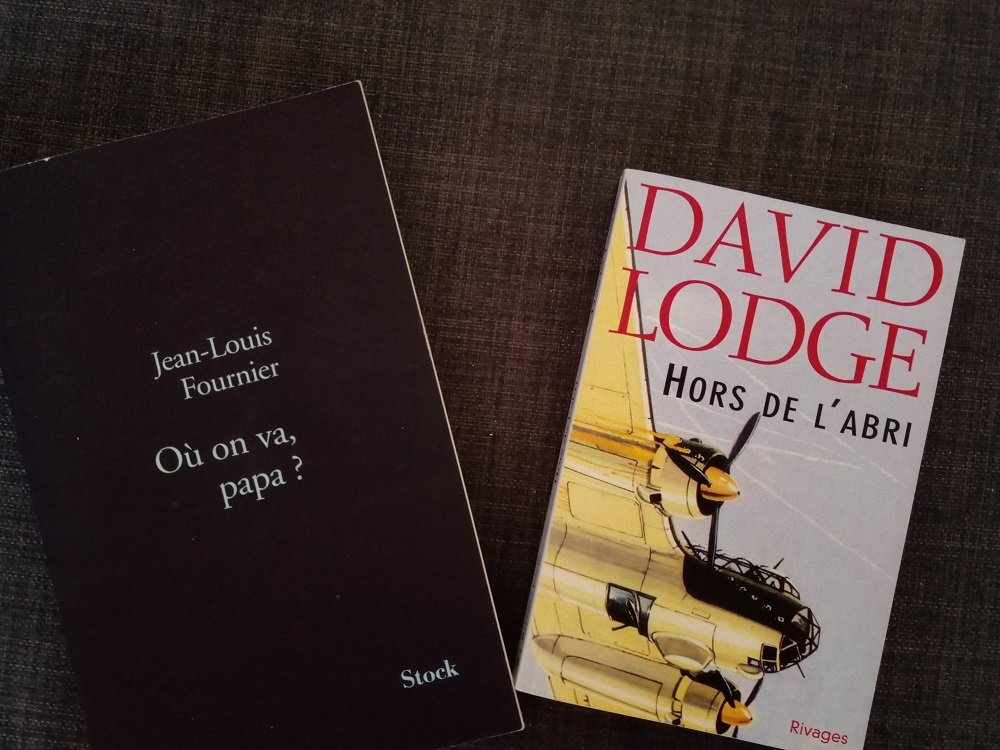 Jean-Louis
Fournier
Où on va,
papa ?
Stock
DAVID
LODGE
HORS DE L'ABRI
Rivages